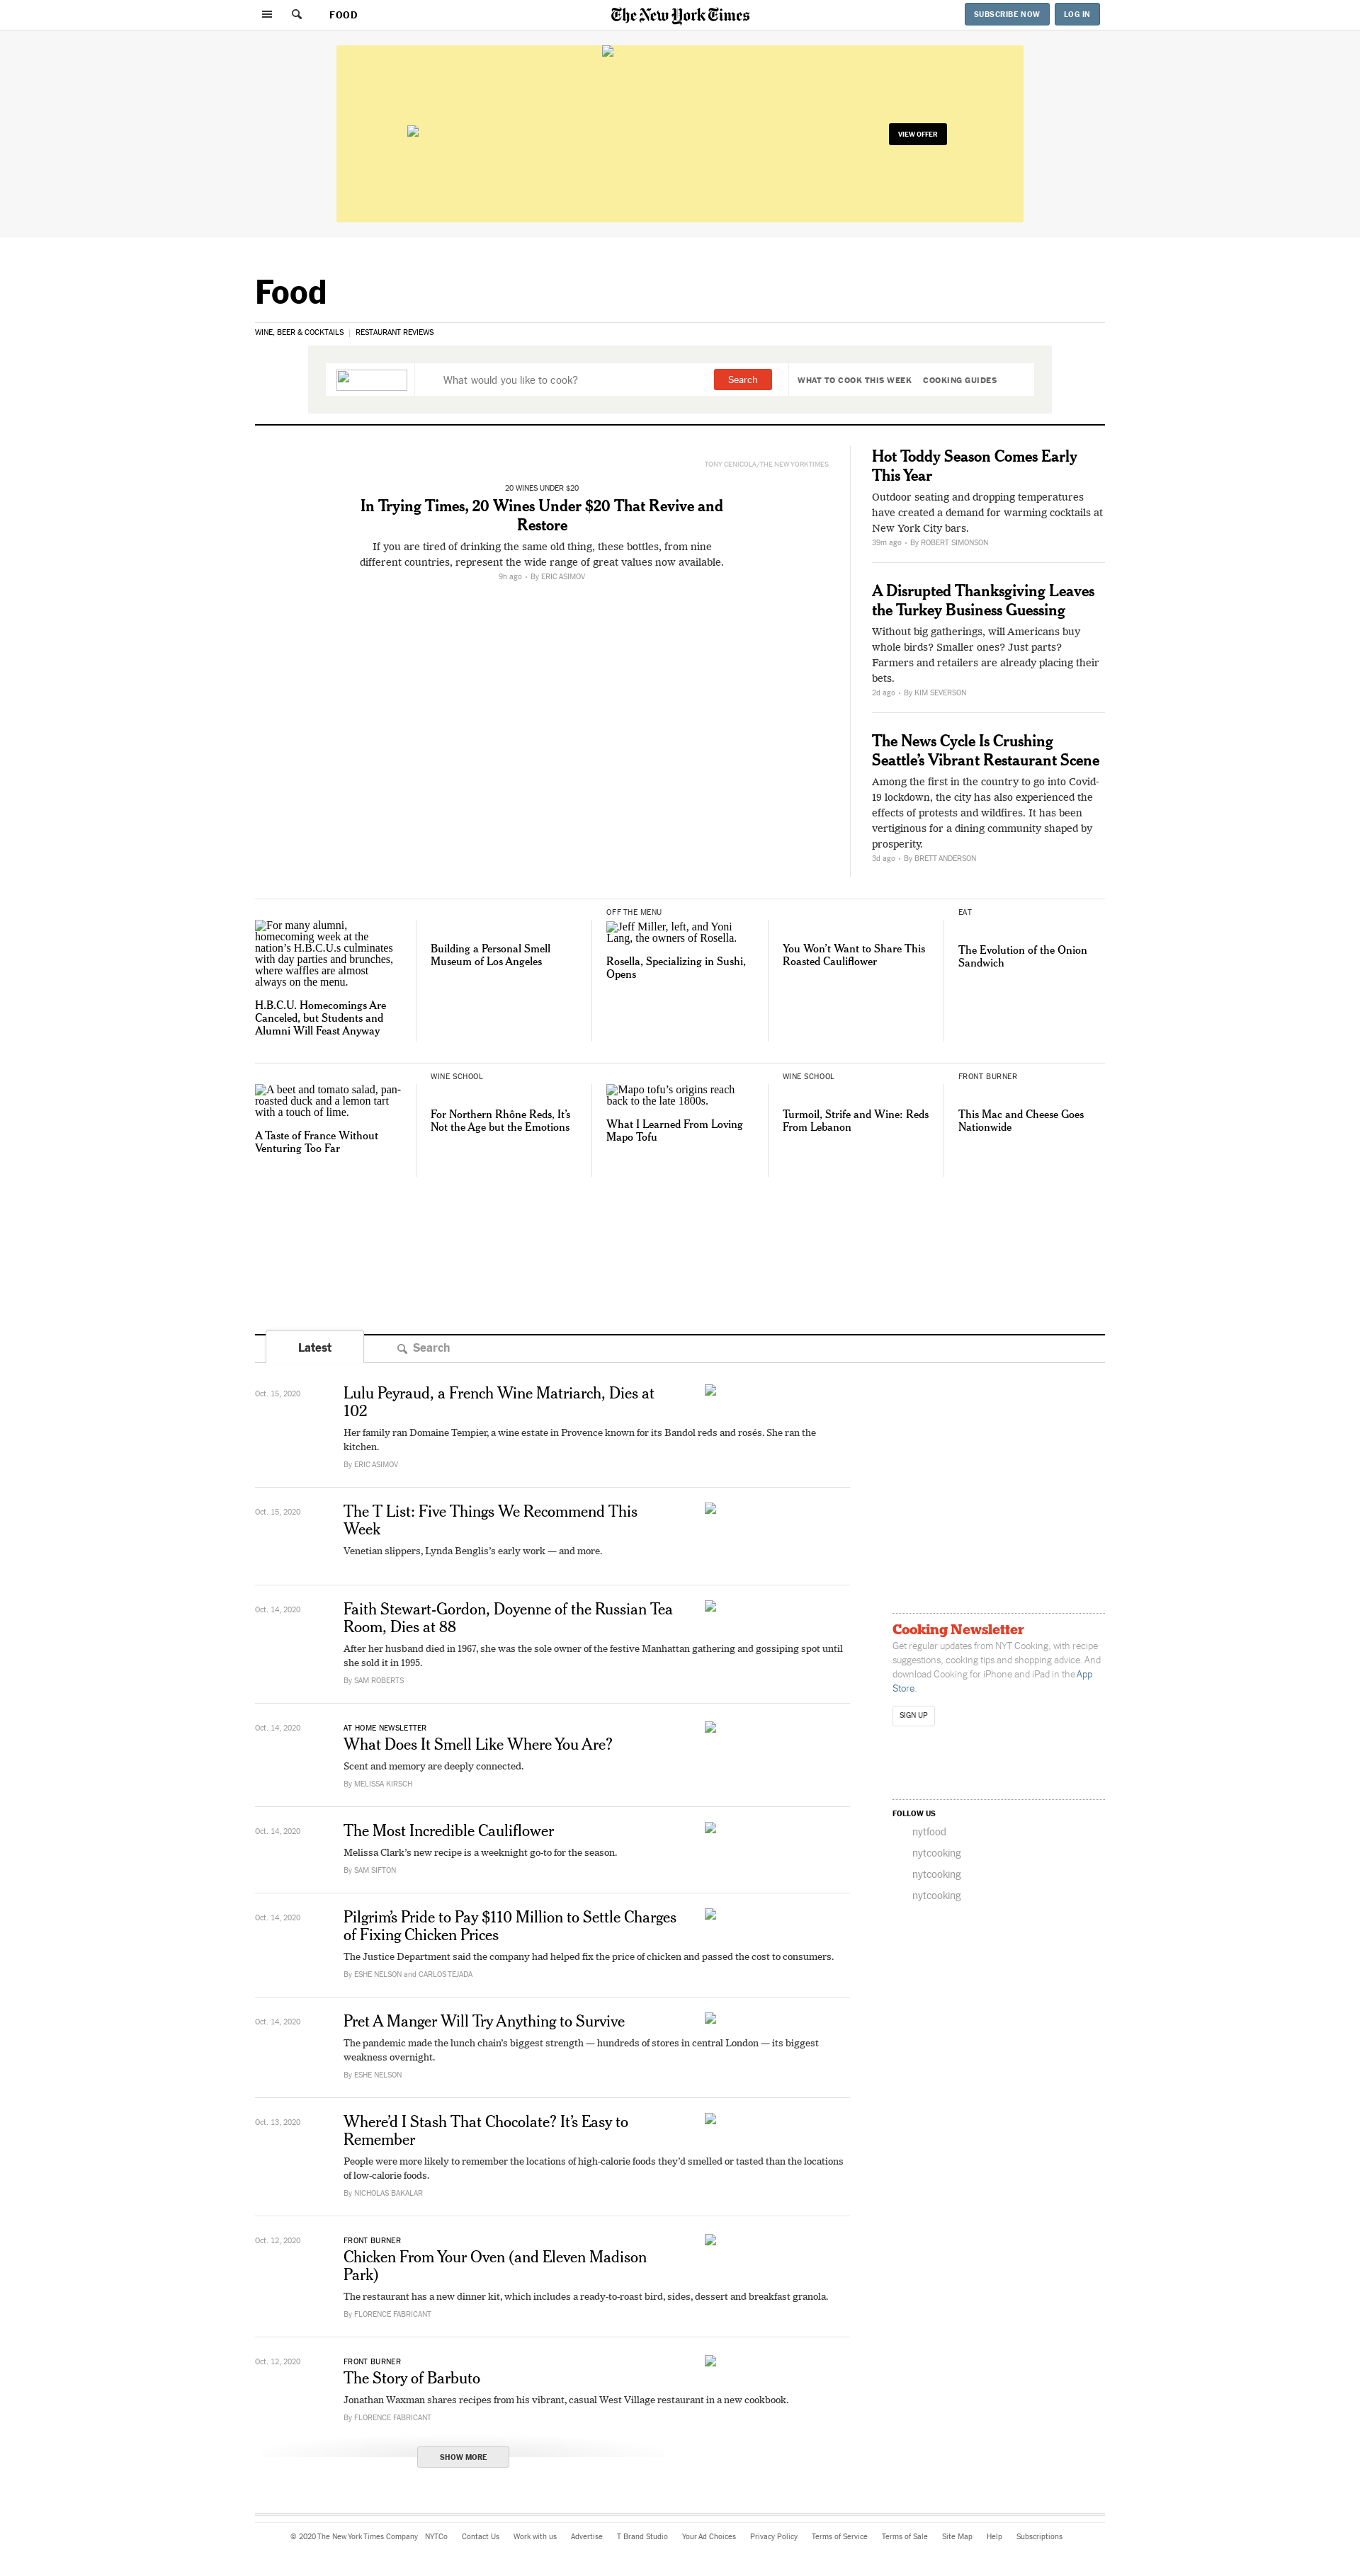 FOOD
The New York Times
SUBSCRIBE NOW
LOG IN
VIEW OFFER
Food
WINE, BEER & COCKTAILS
RESTAURANT REVIEWS
What would you like to cook?
Search
WHAT TO COOK THIS WEEK
COOKING GUIDES
TONY CENICOLA/THE NEW YORK TIMES
20 WINES UNDER $20
In Trying Times, 20 Wines Under $20 That Revive and
Restore
If you are tired of drinking the same old thing, these bottles, from nine
different countries, represent the wide range of great values now available.
9h ago • By ERIC ASIMOV
Hot Toddy Season Comes Early
This Year
Outdoor seating and dropping temperatures
have created a demand for warming cocktails at
New York City bars.
39m ago • By ROBERT SIMONSON
A Disrupted Thanksgiving Leaves
the Turkey Business Guessing
Without big gatherings, will Americans buy
whole birds? Smaller ones? Just parts?
Farmers and retailers are already placing their
bets.
2d ago • By KIM SEVERSON
The News Cycle Is Crushing
Seattle’s Vibrant Restaurant Scene
Among the first in the country to go into Covid-
19 lockdown, the city has also experienced the
effects of protests and wildfires. It has been
vertiginous for a dining community shaped by
prosperity.
3d ago • By BRETT ANDERSON
For many alumni,
homecoming week at the
nation’s H.B.C.U.s culminates
with day parties and brunches,
where waffles are almost
always on the menu.
H.B.C.U. Homecomings Are
Canceled, but Students and
Alumni Will Feast Anyway
Building a Personal Smell
Museum of Los Angeles
OFF THE MENU
Jeff Miller, left, and Yoni
Lang, the owners of Rosella.
Rosella, Specializing in Sushi,
Opens
You Won’t Want to Share This
Roasted Cauliflower
EAT
The Evolution of the Onion
Sandwich
A beet and tomato salad, pan-
roasted duck and a lemon tart
with a touch of lime.
A Taste of France Without
Venturing Too Far
WINE SCHOOL
For Northern Rhône Reds, It’s
Not the Age but the Emotions
Mapo tofu’s origins reach
back to the late 1800s.
What I Learned From Loving
Mapo Tofu
WINE SCHOOL
Turmoil, Strife and Wine: Reds
From Lebanon
FRONT BURNER
This Mac and Cheese Goes
Nationwide
Latest
Search
Oct. 15, 2020
Lulu Peyraud, a French Wine Matriarch, Dies at
102
Her family ran Domaine Tempier, a wine estate in Provence known for its Bandol reds and rosés. She ran the
kitchen.
By ERIC ASIMOV
Oct. 15, 2020
The T List: Five Things We Recommend This
Week
Venetian slippers, Lynda Benglis’s early work — and more.
Oct. 14, 2020
Faith Stewart-Gordon, Doyenne of the Russian Tea
Room, Dies at 88
After her husband died in 1967, she was the sole owner of the festive Manhattan gathering and gossiping spot until
she sold it in 1995.
By SAM ROBERTS
Oct. 14, 2020
AT HOME NEWSLETTER
What Does It Smell Like Where You Are?
Scent and memory are deeply connected.
By MELISSA KIRSCH
Oct. 14, 2020
The Most Incredible Cauliflower
Melissa Clark’s new recipe is a weeknight go-to for the season.
By SAM SIFTON
Oct. 14, 2020
Pilgrim’s Pride to Pay $110 Million to Settle Charges
of Fixing Chicken Prices
The Justice Department said the company had helped fix the price of chicken and passed the cost to consumers.
By ESHE NELSON and CARLOS TEJADA
Oct. 14, 2020
Pret A Manger Will Try Anything to Survive
The pandemic made the lunch chain’s biggest strength — hundreds of stores in central London — its biggest
weakness overnight.
By ESHE NELSON
Oct. 13, 2020
Where’d I Stash That Chocolate? It’s Easy to
Remember
People were more likely to remember the locations of high-calorie foods they’d smelled or tasted than the locations
of low-calorie foods.
By NICHOLAS BAKALAR
Oct. 12, 2020
FRONT BURNER
Chicken From Your Oven (and Eleven Madison
Park)
The restaurant has a new dinner kit, which includes a ready-to-roast bird, sides, dessert and breakfast granola.
By FLORENCE FABRICANT
Oct. 12, 2020
FRONT BURNER
The Story of Barbuto
Jonathan Waxman shares recipes from his vibrant, casual West Village restaurant in a new cookbook.
By FLORENCE FABRICANT
SHOW MORE
Cooking Newsletter
Get regular updates from NYT Cooking, with recipe
suggestions, cooking tips and shopping advice. And
download Cooking for iPhone and iPad in the App
Store.
SIGN UP
FOLLOW US
nytfood
nytcooking
nytcooking
nytcooking
© 2020 The New York Times Company NYTCo Contact Us Work with us Advertise T Brand Studio Your Ad Choices Privacy Policy Terms of Service Terms of Sale Site Map Help Subscriptions